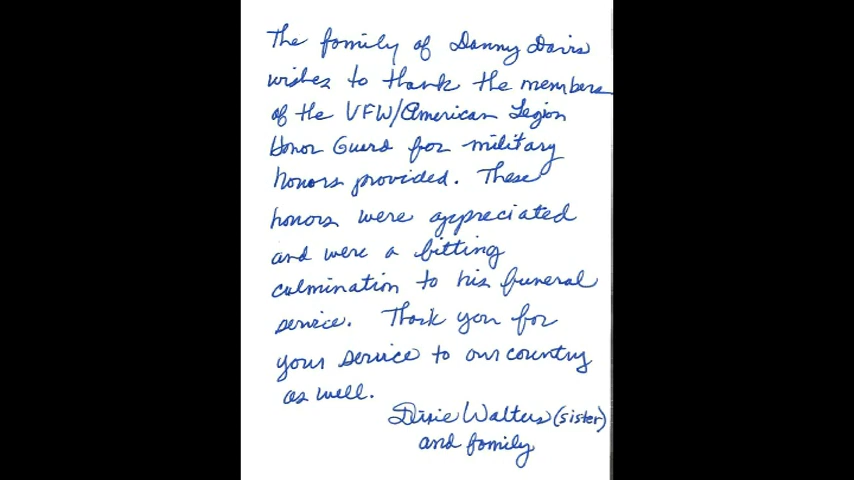 The family of Danny Davis
wishes to thank the members
of the VFW/American Legion
Honor Guard for military
honors provided. These
honors were appreciated
and were a fitting
culmination to his funeral
service. Thank you for
your service to our country
as well.
Dixie Walters (sister)
and family